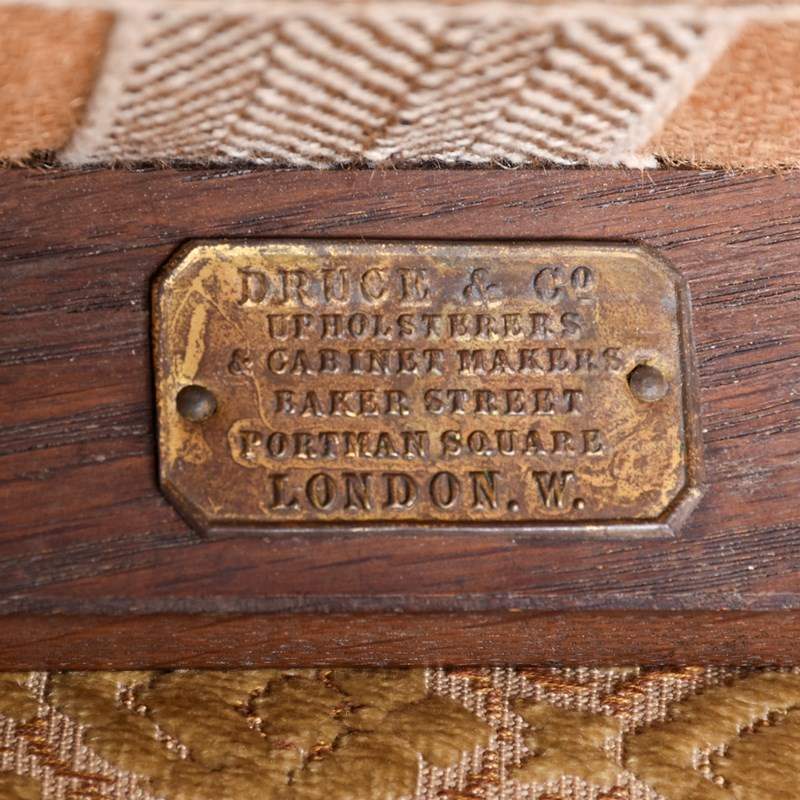 DRUCE & Cº
UPHOLSTERERS
& CABINET MAKERS
BAKER STREET
PORTMAN SQUARE
LONDON. W.